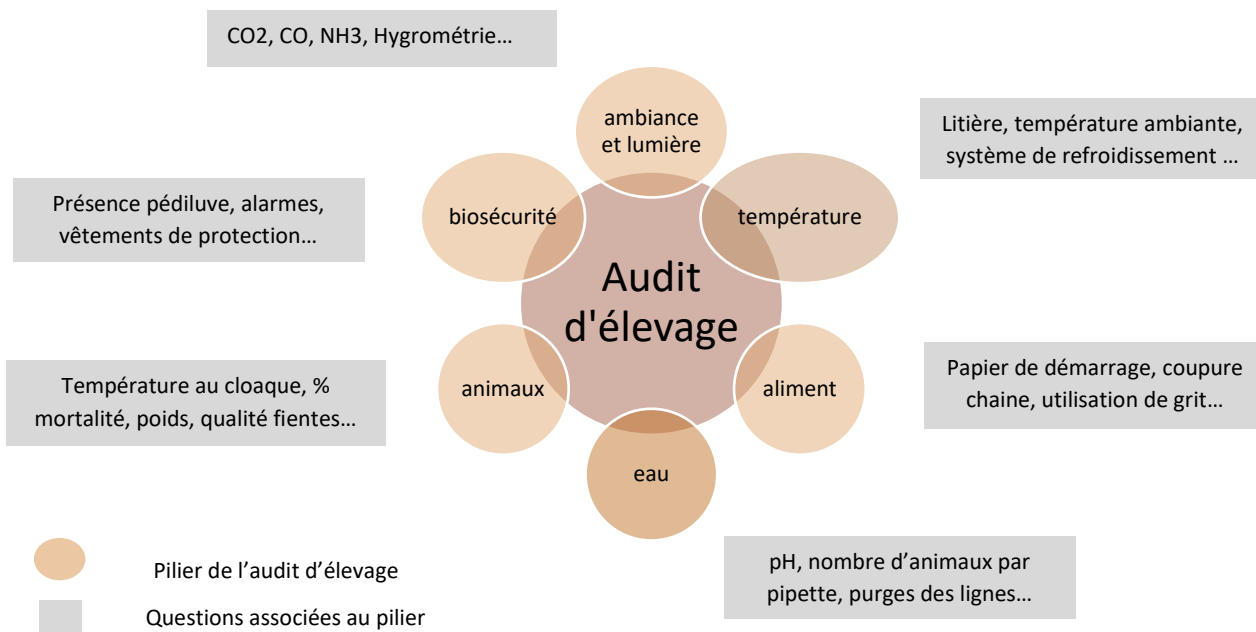 CO2, CO, NH3, Hygrométrie…
ambiance
et lumière
Litière, température ambiante,
système de refroidissement …
Présence pédiluve, alarmes,
vêtements de protection…
biosécurité
température
Audit
d'élevage
Température au cloaque, %
mortalité, poids, qualité fientes…
animaux
aliment
Papier de démarrage, coupure
chaine, utilisation de grit…
eau
pH, nombre d’animaux par
pipette, purges des lignes…
Pilier de l’audit d’élevage
Questions associées au pilier